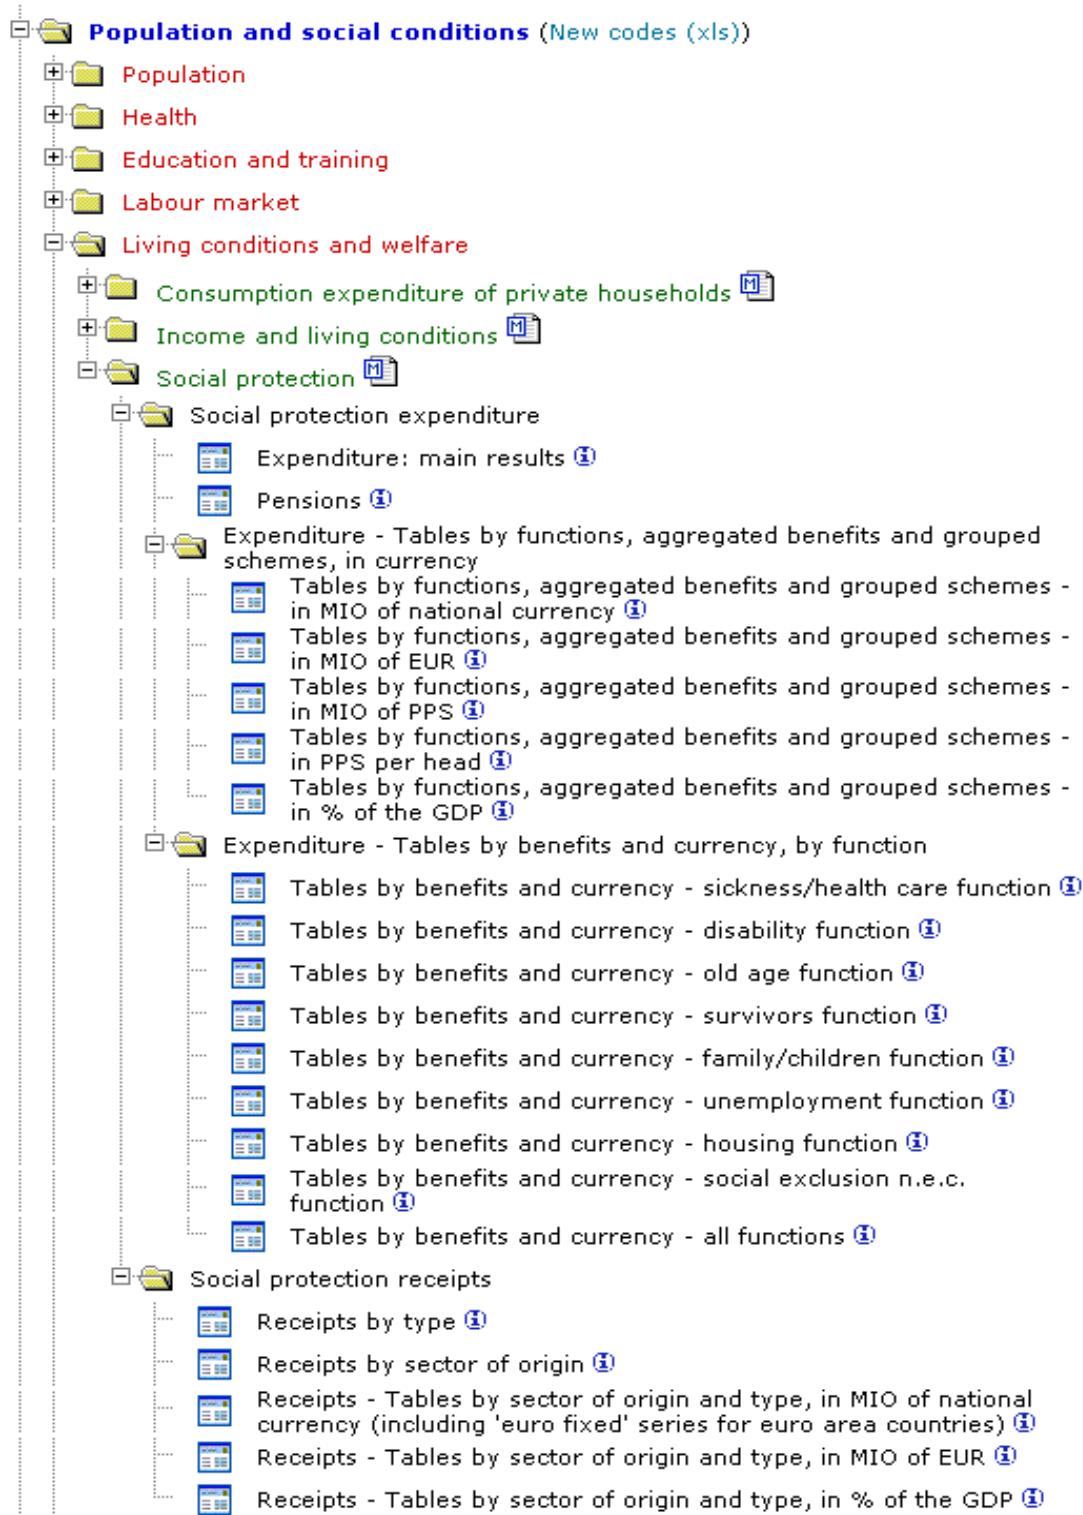 Population and social conditions (New codes (xls))
Population
Health
Education and training
Labour market
Living conditions and welfare
Consumption expenditure of private households M
Income and living conditions M
Social protection M
Social protection expenditure
Expenditure: main results i
Pensions i
Expenditure - Tables by functions, aggregated benefits and grouped
schemes, in currency
Tables by functions, aggregated benefits and grouped schemes -
in MIO of national currency i
Tables by functions, aggregated benefits and grouped schemes -
in MIO of EUR i
Tables by functions, aggregated benefits and grouped schemes -
in MIO of PPS i
Tables by functions, aggregated benefits and grouped schemes -
in PPS per head i
Tables by functions, aggregated benefits and grouped schemes -
in % of the GDP i
Expenditure - Tables by benefits and currency, by function
Tables by benefits and currency - sickness/health care function i
Tables by benefits and currency - disability function i
Tables by benefits and currency - old age function i
Tables by benefits and currency - survivors function i
Tables by benefits and currency - family/children function i
Tables by benefits and currency - unemployment function i
Tables by benefits and currency - housing function i
Tables by benefits and currency - social exclusion n.e.c.
function i
Tables by benefits and currency - all functions i
Social protection receipts
Receipts by type i
Receipts by sector of origin i
Receipts - Tables by sector of origin and type, in MIO of national
currency (including 'euro fixed' series for euro area countries) i
Receipts - Tables by sector of origin and type, in MIO of EUR i
Receipts - Tables by sector of origin and type, in % of the GDP i